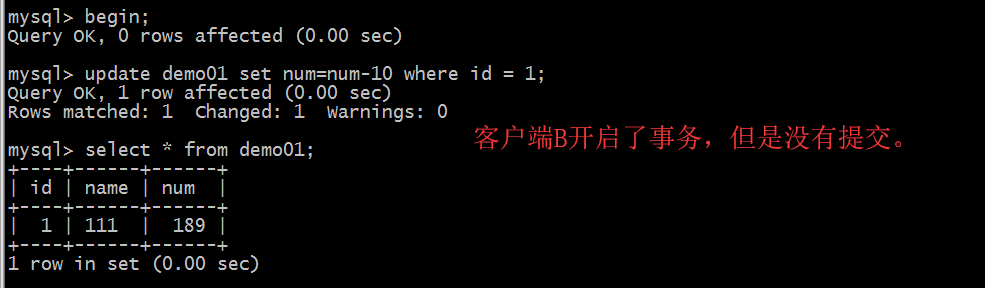 mysql> begin;
Query OK, 0 rows affected (0.00 sec)
mysql> update demo01 set num=num-10 where id = 1;
Query OK, 1 row affected (0.00 sec)
Rows matched: 1  Changed: 1  Warnings: 0
客户端B开启了事务，但是没有提交。
mysql> select * from demo01;
+----+------+------+
| id | name | num  |
+----+------+------+
|  1 | 111  |  189 |
+----+------+------+
1 row in set (0.00 sec)